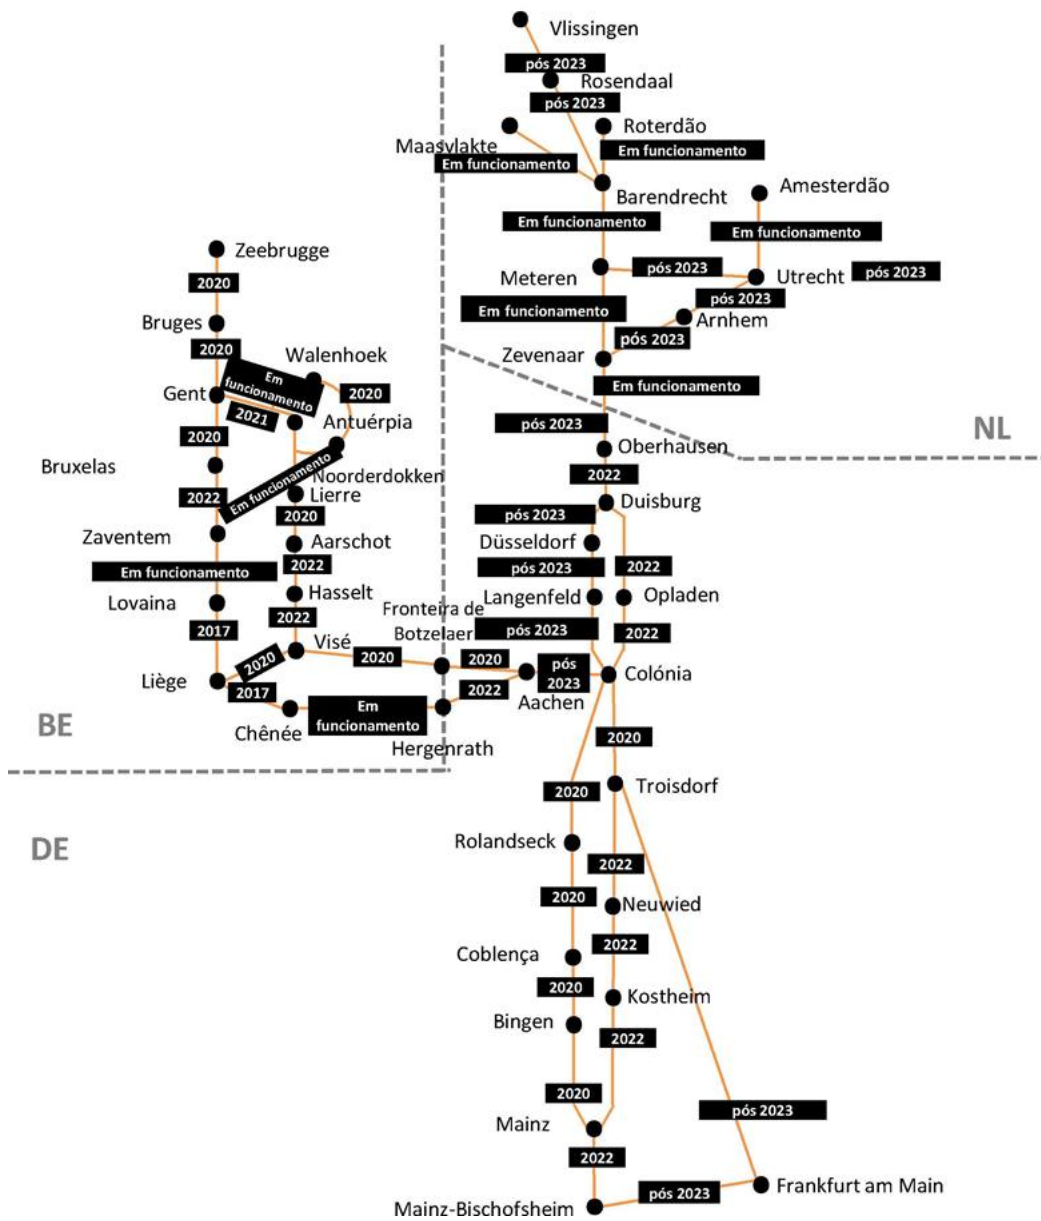 Vlissingen
pós 2023
Rosendaal
pós 2023
Roterdão
Maasvlakte
Em funcionamento
Em funcionamento
Amesterdão
Barendrecht
Em funcionamento
Em funcionamento
Zeebrugge
Meteren
pós 2023
Utrecht
pós 2023
2020
pós 2023
Em funcionamento
Bruges
Arnhem
pós 2023
2020
Walenhoek
Zevenaar
Em funcionamento
Em
funcionamento
2020
Gent
2021
Antuérpia
pós 2023
NL
2020
Oberhausen
Bruxelas
Em funcionamento
Noorderdokken
2022
2022
Lierre
Duisburg
2020
pós 2023
Zaventem
Aarschot
Düsseldorf
Em funcionamento
2022
pós 2023
2022
Lovaina
Hasselt
Fronteira de
Botzelaer
Langenfeld
Opladen
2017
2022
pós 2023
2022
Visé
2020
2020
2020
pós
2023
Colónia
Liège
2017
2022
Aachen
Chênée
Em
funcionamento
BE
Hergenrath
2020
2020
Troisdorf
DE
Rolandseck
2022
2020
Neuwied
2022
Coblença
2020
Kostheim
Bingen
2022
2020
pós 2023
Mainz
2022
pós 2023
Frankfurt am Main
Mainz-Bischofsheim